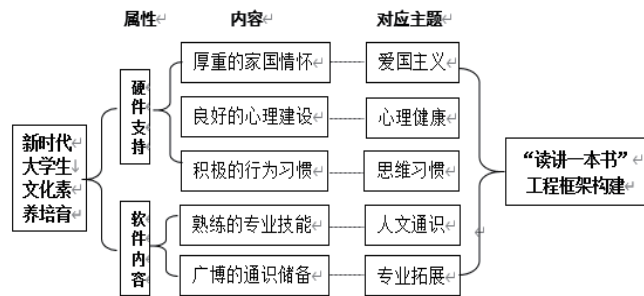 属性 内容 对应主题
硬件支持
厚重的家国情怀 爱国主义
良好的心理建设 心理健康
积极的行为习惯 思维习惯
新时代
大学生
文化素
养培育
“读讲一本书”
工程框架构建
软件内容
熟练的专业技能 人文通识
广博的通识储备 专业拓展